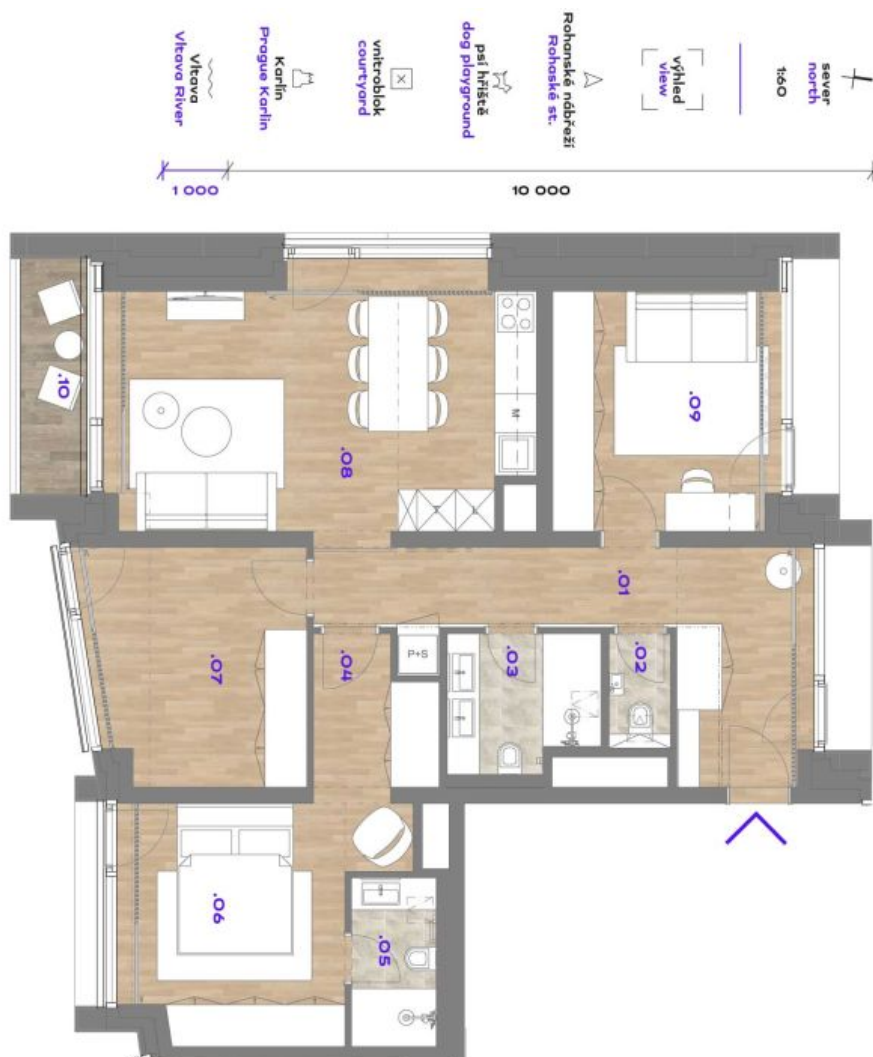 sever
north
1:60
výhled
view
Rohanské nábřeží
Rohaské st.
psí hřiště
dog playground
vnitroblok
courtyard
Karlín
Prague Karlin
Vltava
Vltava River
1 000
10 000
.09
.01
.02
M
.03
P+S
.08
.04
.05
.07
.06
.10